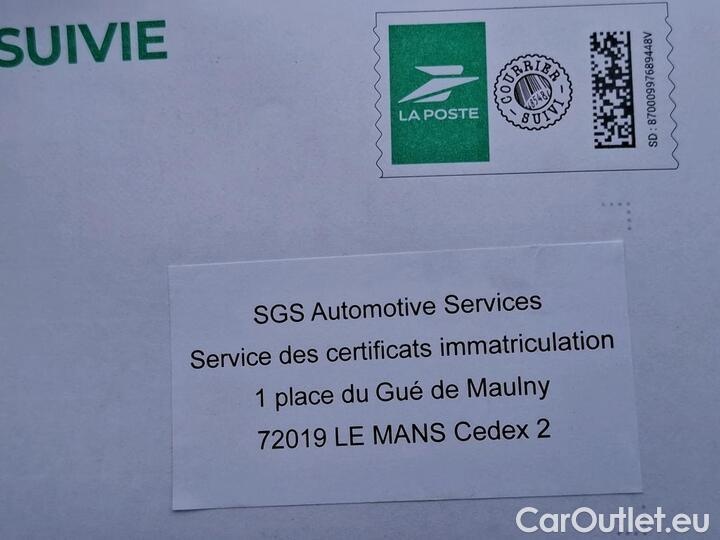 SUIVIE
LA POSTE
COURRIER
SUIVI
SD : 87000997689448V
SGS Automotive Services
Service des certificats immatriculation
1 place du Gué de Maulny
72019 LE MANS Cedex 2
CarOutlet.eu